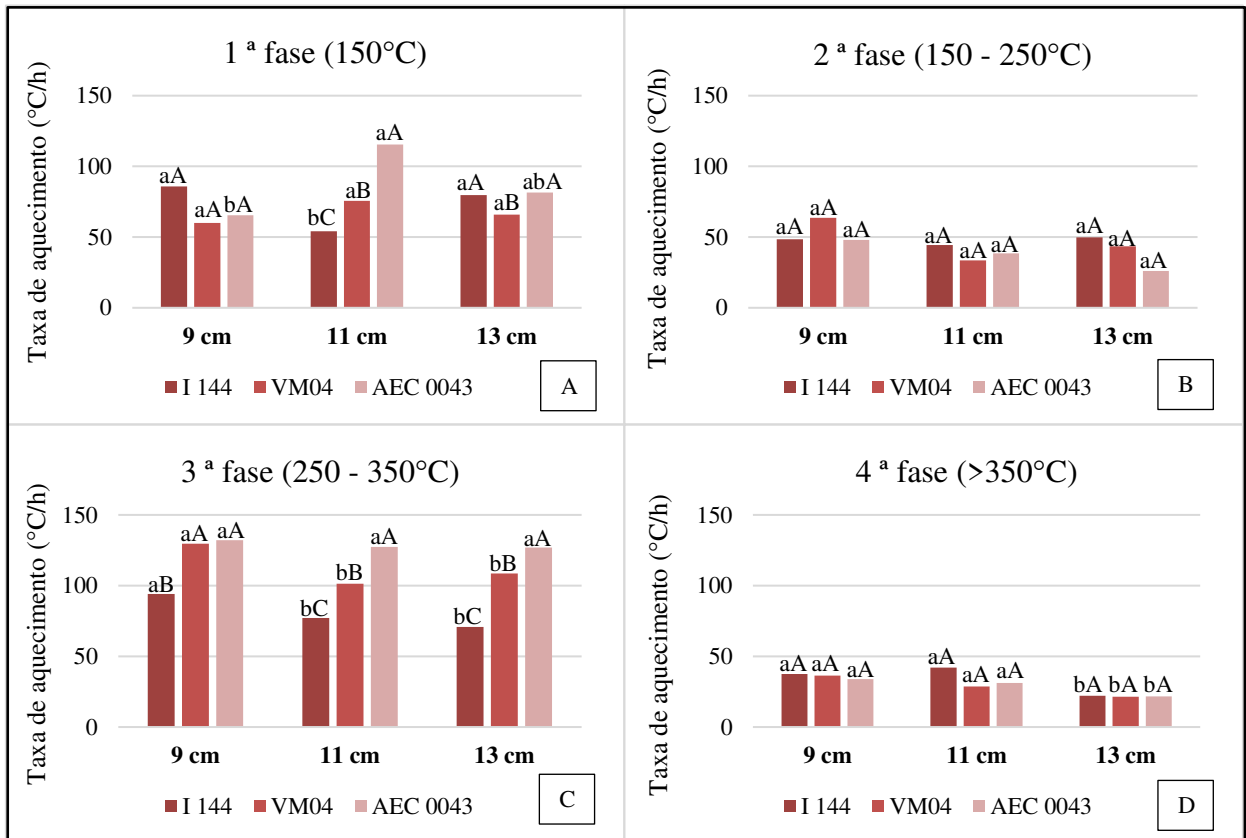 1 ª fase (150°C)
Taxa de aquecimento (°C/h)
150
100
50
0
aA aA bA
bC aB aA
aA aB abA
9 cm 11 cm 13 cm
I 144 VM04 AEC 0043
A
2 ª fase (150 - 250°C)
Taxa de aquecimento (°C/h)
150
100
50
0
aA aA aA
aA aA aA
aA aA aA
9 cm 11 cm 13 cm
I 144 VM04 AEC 0043
B
3 ª fase (250 - 350°C)
Taxa de aquecimento (°C/h)
150
100
50
0
aB aA aA
bC bB aA
bC bB aA
9 cm 11 cm 13 cm
I 144 VM04 AEC 0043
C
4 ª fase (>350°C)
Taxa de aquecimento (°C/h)
150
100
50
0
aA aA aA
aA aA aA
bA bA bA
9 cm 11 cm 13 cm
I 144 VM04 AEC 0043
D